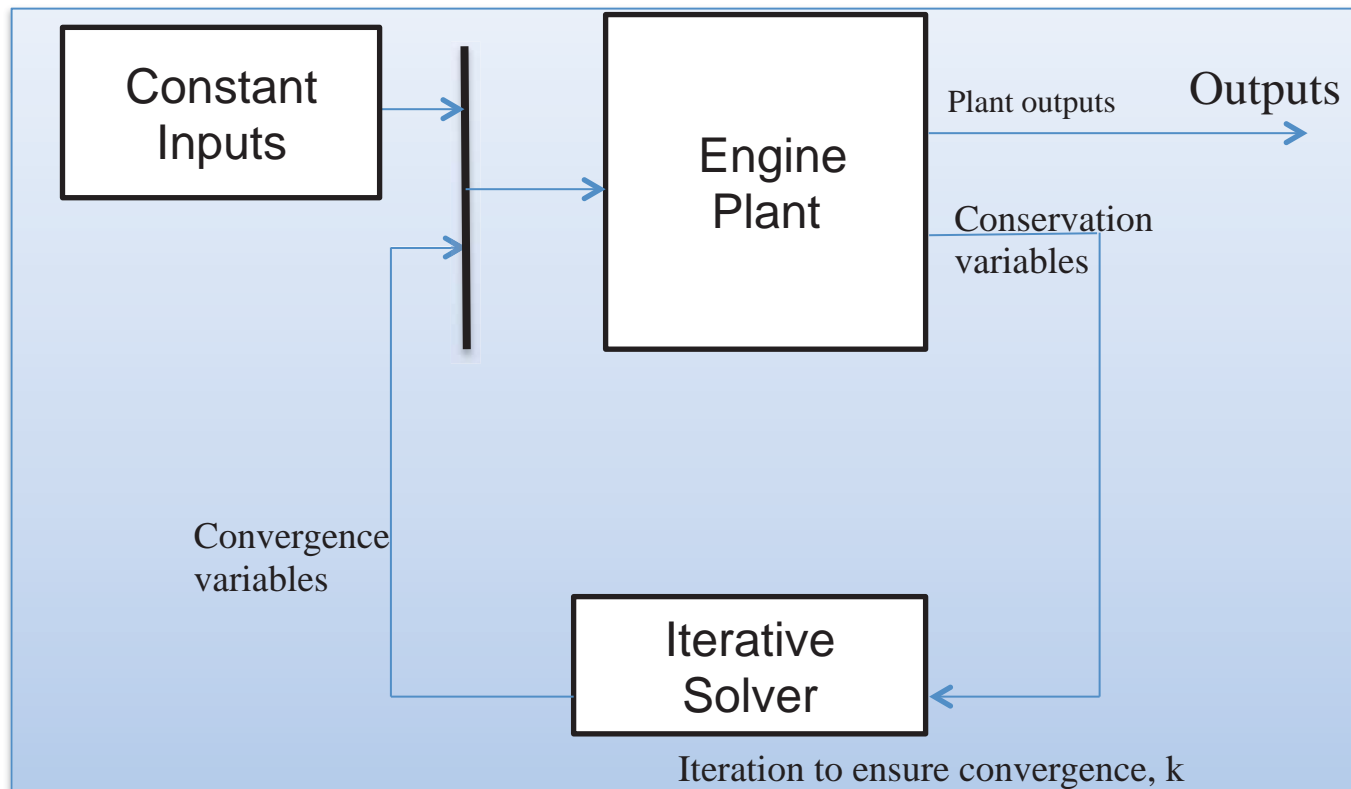 Constant
Inputs
Engine
Plant
Plant outputs
Outputs
Conservation
variables
Convergence
variables
Iterative
Solver
Iteration to ensure convergence, k